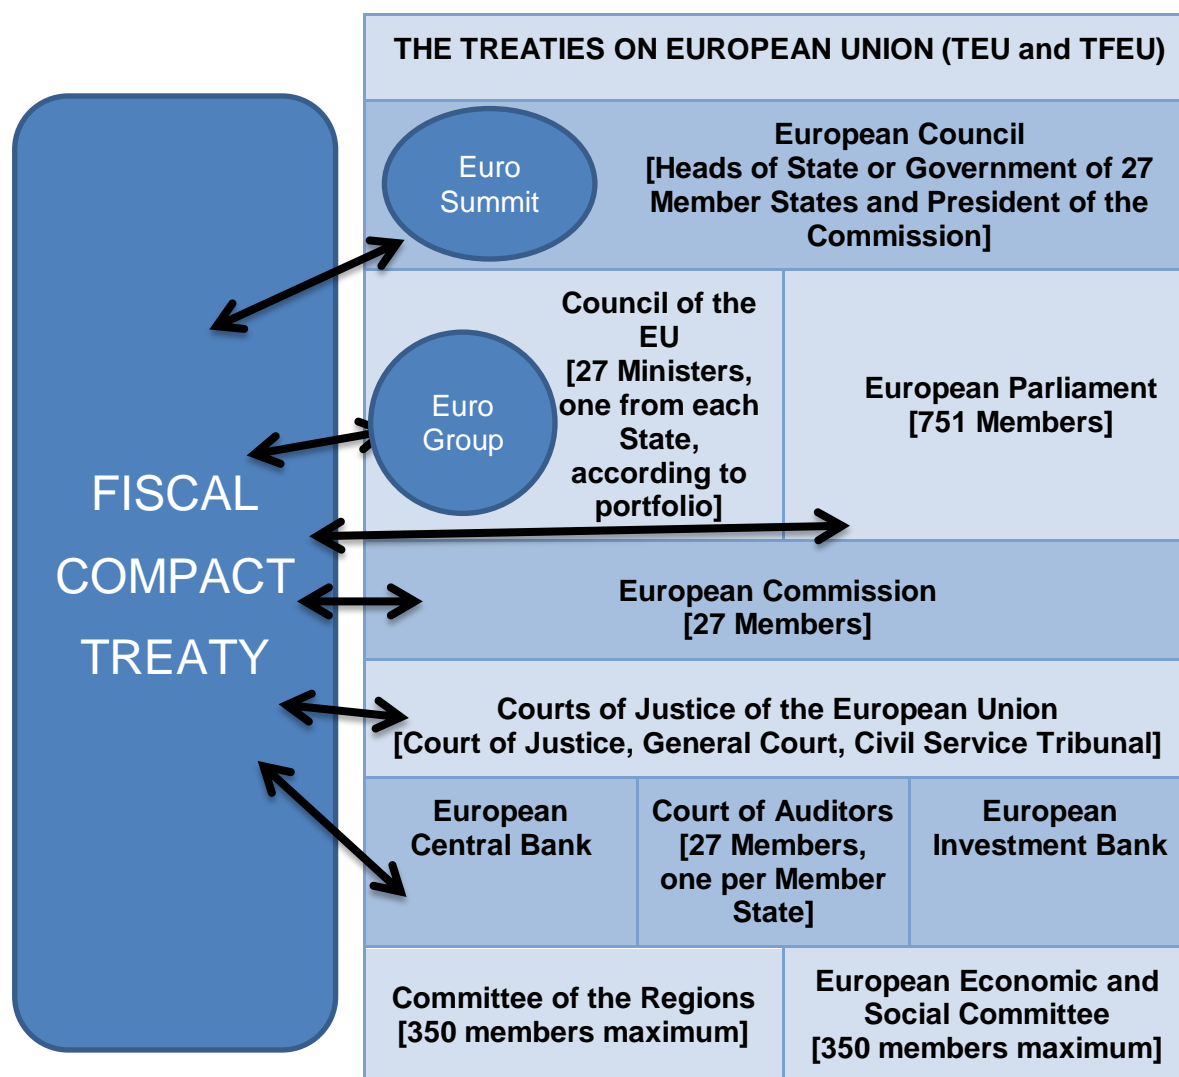 THE TREATIES ON EUROPEAN UNION (TEU and TFEU)
Euro
Summit
European Council
[Heads of State or Government of 27
Member States and President of the
Commission]
Euro
Group
Council of the
EU
[27 Ministers,
one from each
State,
according to
portfolio]
European Parliament
[751 Members]
FISCAL
COMPACT
TREATY
European Commission
[27 Members]
Courts of Justice of the European Union
[Court of Justice, General Court, Civil Service Tribunal]
European
Central Bank
Court of Auditors
[27 Members,
one per Member
State]
European
Investment Bank
Committee of the Regions
[350 members maximum]
European Economic and
Social Committee
[350 members maximum]